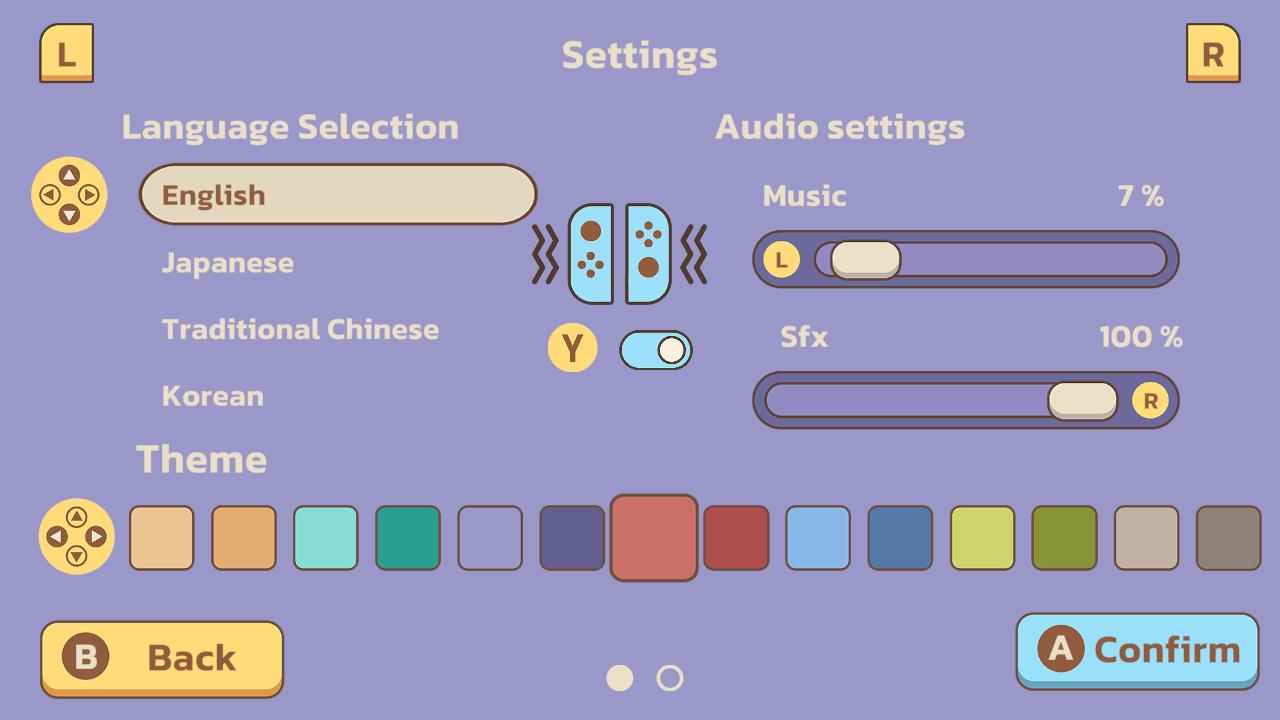 L
Settings
R
Language Selection
Audio settings
English
Music
7 %
Japanese
L
Traditional Chinese
Y
Sfx
100 %
Korean
R
Theme
B Back
A Confirm